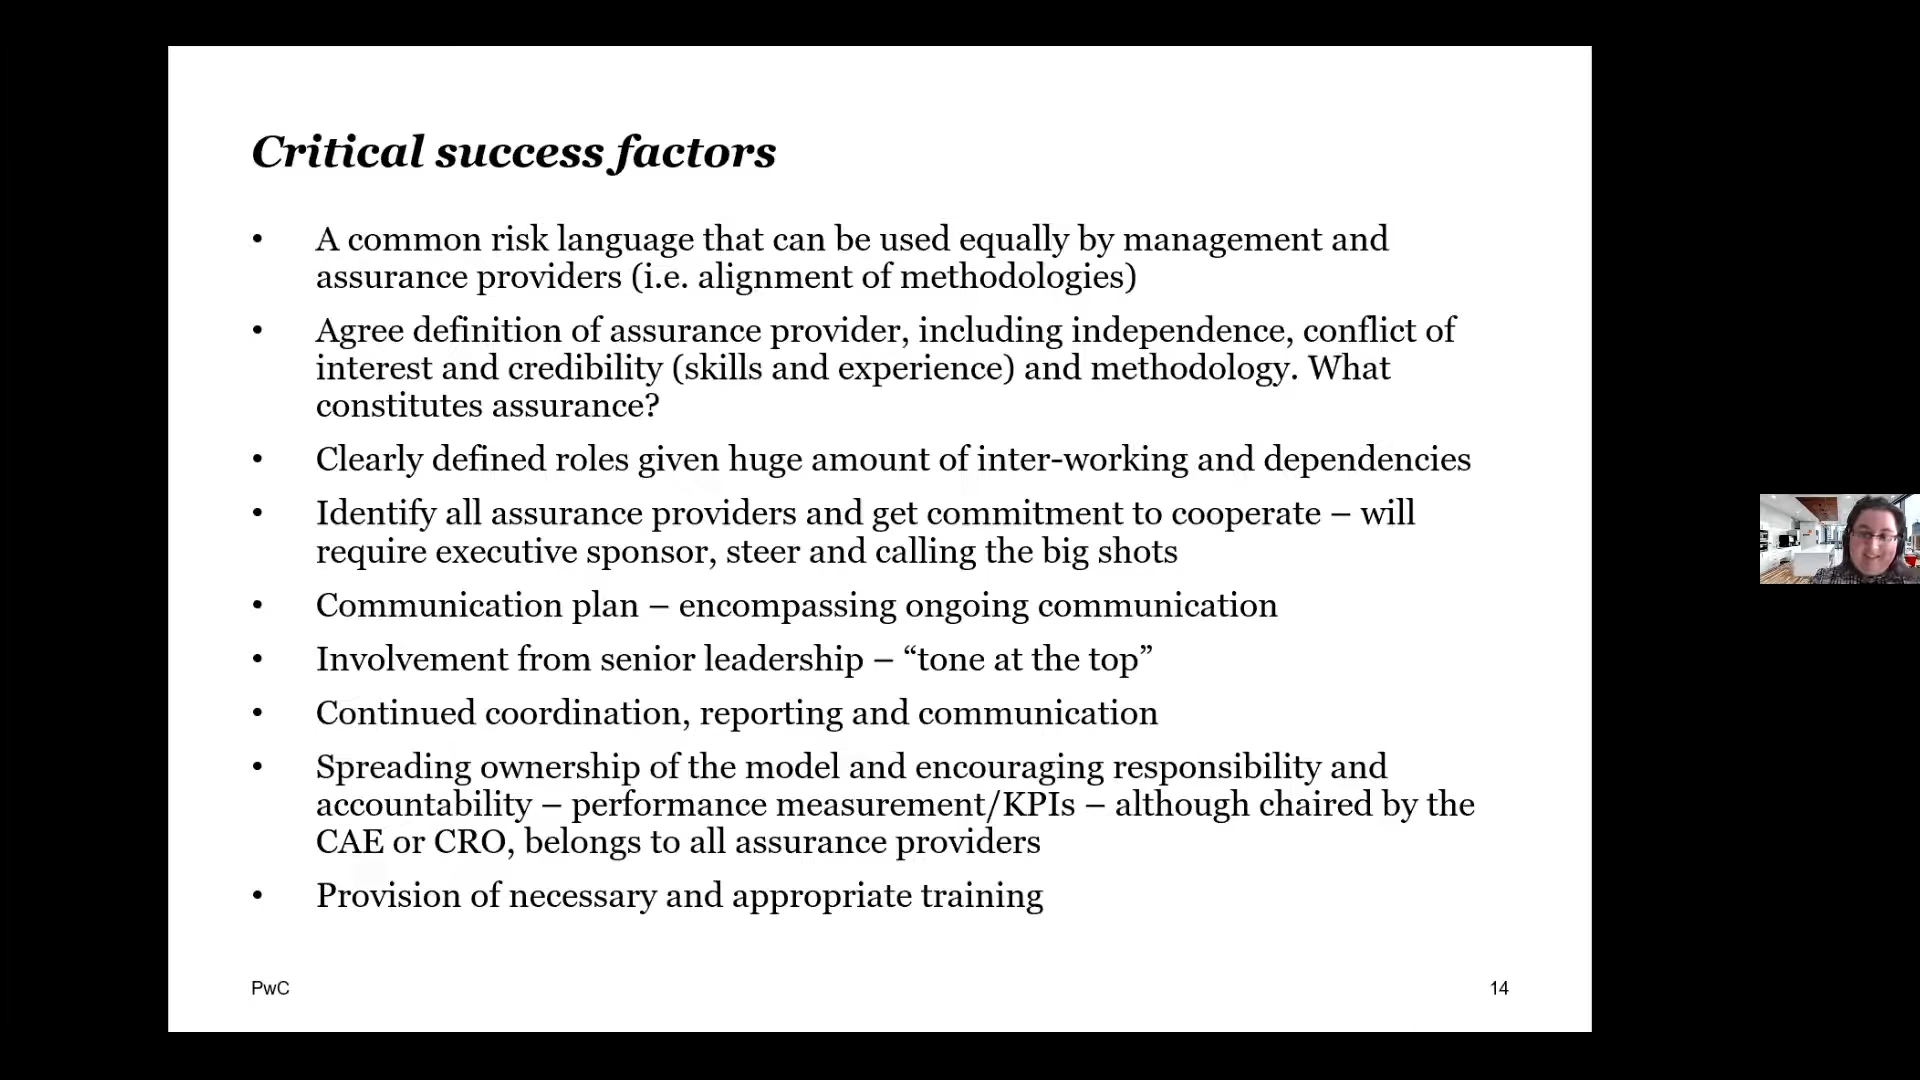 Critical success factors
• A common risk language that can be used equally by management and
assurance providers (i.e. alignment of methodologies)
• Agree definition of assurance provider, including independence, conflict of
interest and credibility (skills and experience) and methodology. What
constitutes assurance?
• Clearly defined roles given huge amount of inter-working and dependencies
• Identify all assurance providers and get commitment to cooperate – will
require executive sponsor, steer and calling the big shots
• Communication plan – encompassing ongoing communication
• Involvement from senior leadership – “tone at the top”
• Continued coordination, reporting and communication
• Spreading ownership of the model and encouraging responsibility and
accountability – performance measurement/KPIs – although chaired by the
CAE or CRO, belongs to all assurance providers
• Provision of necessary and appropriate training
PwC
14